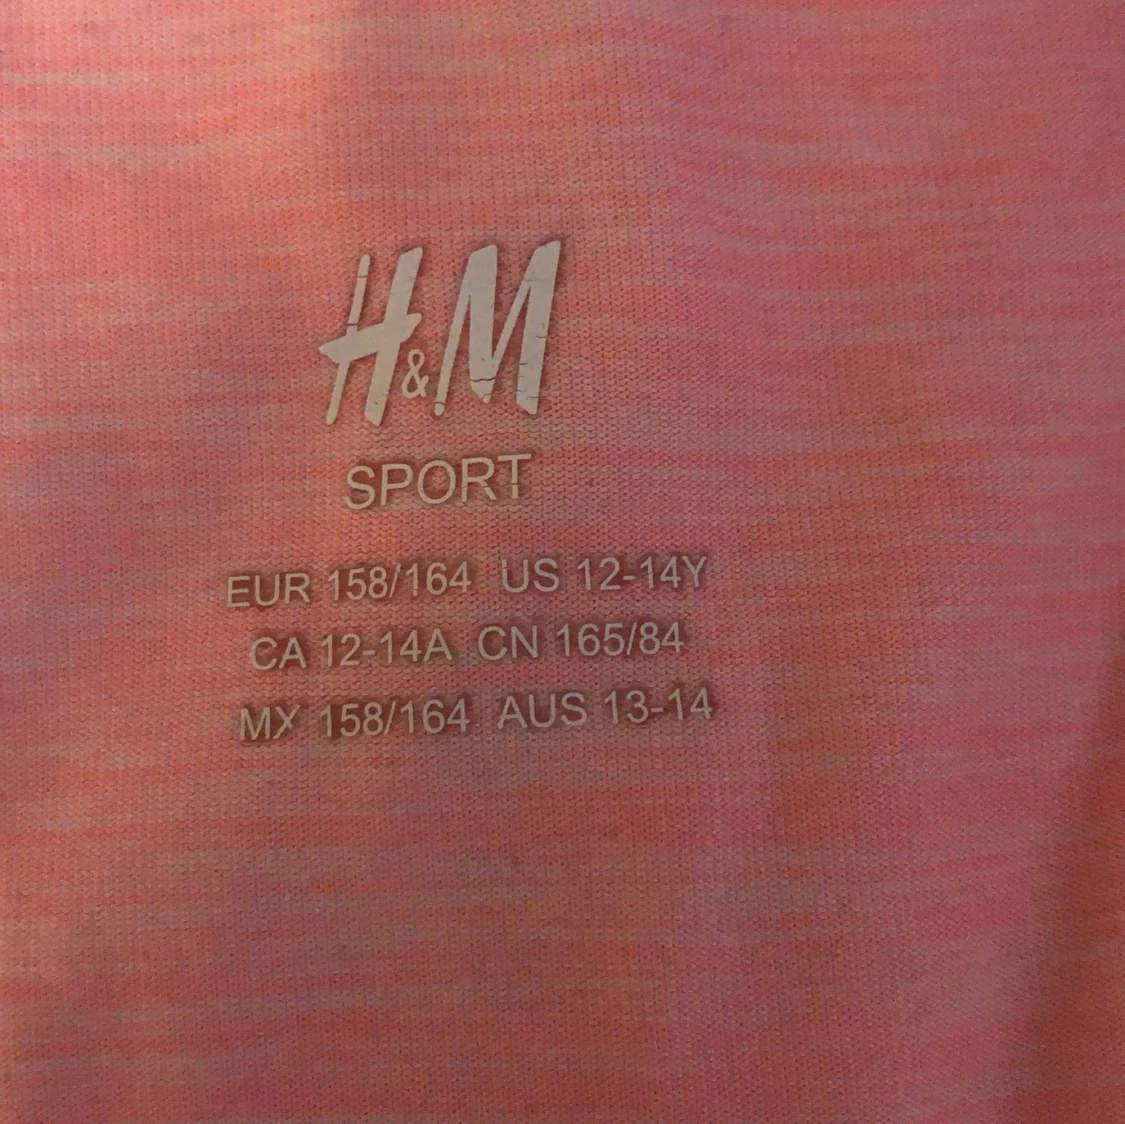 H&M
SPORT
EUR 158/164 US 12-14Y
CA 12-14A CN 165/84
MX 158/164 AUS 13-14